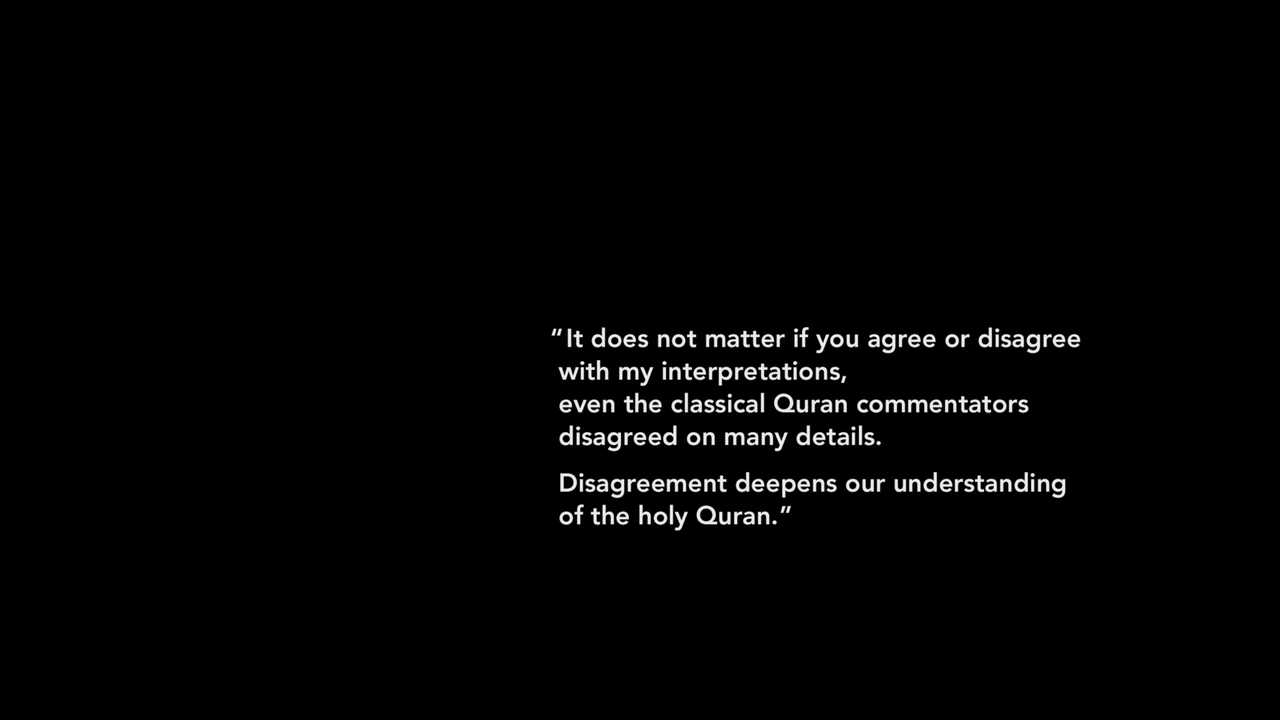 “It does not matter if you agree or disagree
with my interpretations,
even the classical Quran commentators
disagreed on many details.
Disagreement deepens our understanding
of the holy Quran.”